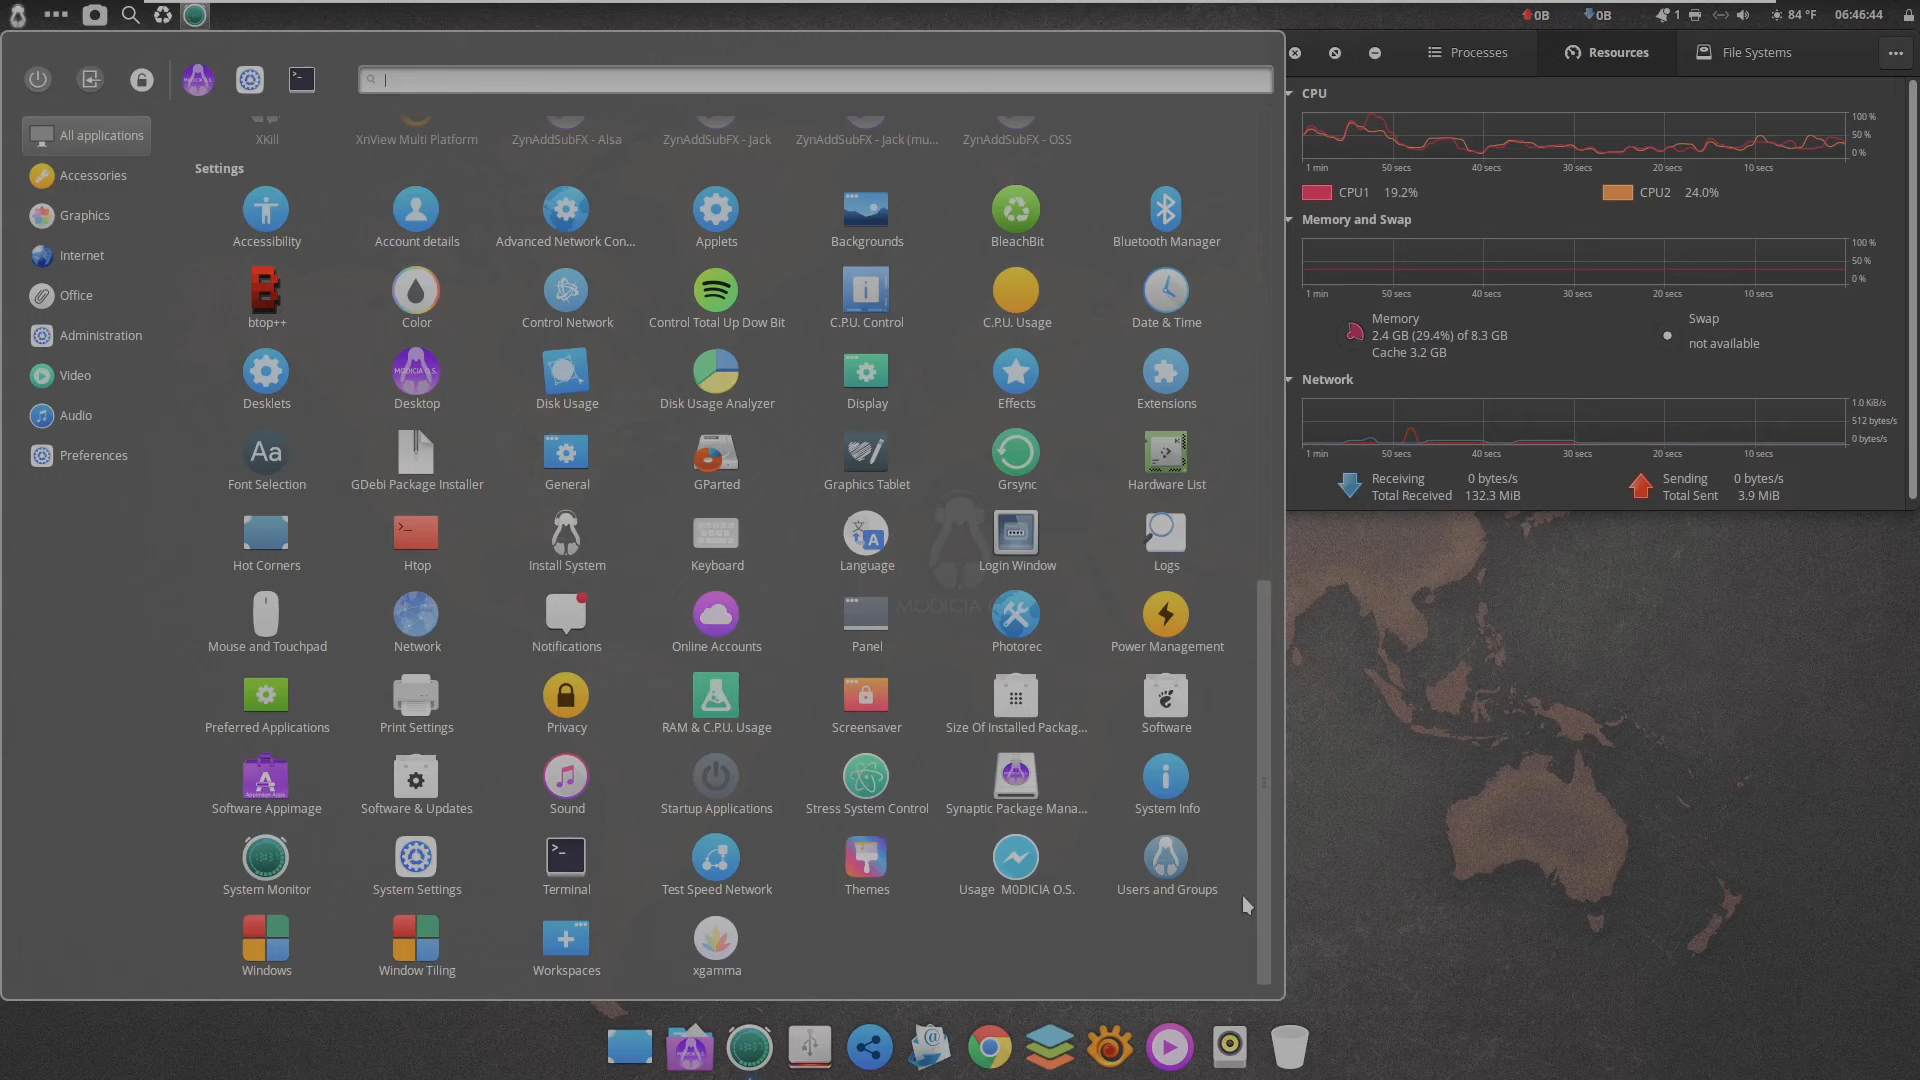 0B
0B
1
84 °F
06:46:44
Processes
Resources
File Systems
All applications
Accessories
Graphics
Internet
Office
Administration
Video
Audio
Preferences
XKill
XnView Multi Platform
ZynAddSubFX - Alsa
ZynAddSubFX - Jack
ZynAddSubFX - Jack (mu...
ZynAddSubFX - OSS
Settings
Accessibility
Account details
Advanced Network Con...
Applets
Backgrounds
BleachBit
Bluetooth Manager
btop++
Color
Control Network
Control Total Up Dow Bit
C.P.U. Control
C.P.U. Usage
Date & Time
Desklets
MODICIA O.S.
Desktop
Disk Usage
Disk Usage Analyzer
Display
Effects
Extensions
Aa
Font Selection
GDebi Package Installer
General
GParted
Graphics Tablet
Grsync
Hardware List
Hot Corners
Htop
Install System
Keyboard
Language
Login Window
Logs
Mouse and Touchpad
Network
Notifications
Online Accounts
Panel
MODICIA O
Photorec
Power Management
Preferred Applications
Print Settings
Privacy
RAM & C.P.U. Usage
Screensaver
Size Of Installed Packag...
Software
Software Appimage
Software & Updates
Sound
Startup Applications
Stress System Control
Synaptic Package Mana...
System Info
System Monitor
System Settings
Terminal
Test Speed Network
Themes
Usage M0DICIA O.S.
Users and Groups
Windows
Window Tiling
Workspaces
xgamma
CPU
100 %
50 %
0 %
1 min
50 secs
40 secs
30 secs
20 secs
10 secs
CPU1 19.2%
CPU2 24.0%
Memory and Swap
100 %
50 %
0 %
1 min
50 secs
40 secs
30 secs
20 secs
10 secs
Memory
2.4 GB (29.4%) of 8.3 GB
Cache 3.2 GB
Swap
not available
Network
1.0 KiB/s
512 bytes/s
0 bytes/s
1 min
50 secs
40 secs
30 secs
20 secs
10 secs
Receiving 0 bytes/s
Total Received 132.3 MiB
Sending 0 bytes/s
Total Sent 3.9 MiB